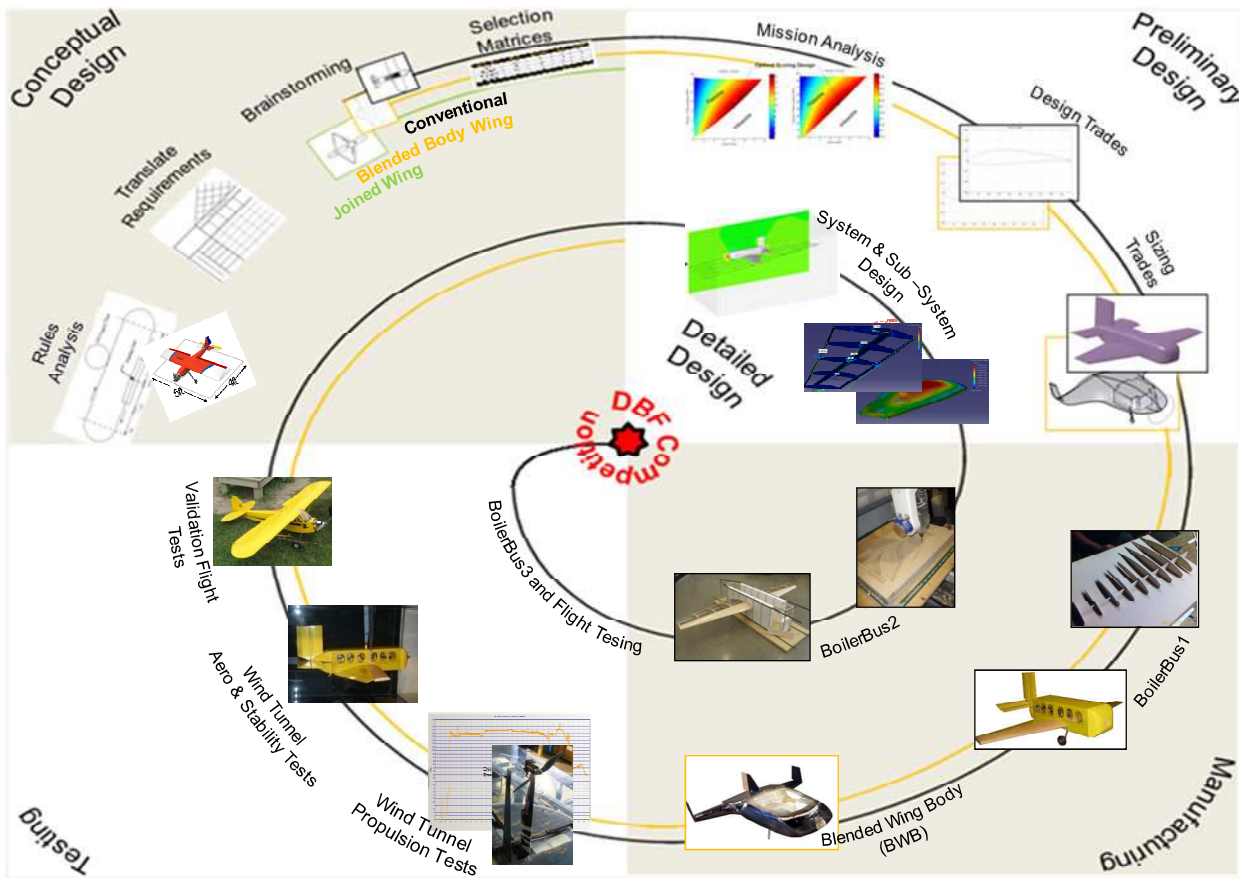 Conceptual
Design
Brainstorming
Selection
Matrices
Conventional
Blended Body Wing
Joined Wing
Translate
Requirements
Rules
Analysis
5ft
4ft
Mission Analysis
Preliminary
Design
Design Trades
Sizing
Trades
System & Sub –System
Design
Detailed
Design
DBF Competition
BoilerBus3 and Flight Tesing
BoilerBus2
BoilerBus1
Blended Wing Body
(BWB)
Manufacturing
Validation Flight
Tests
Wind Tunnel
Aero & Stability Tests
Wind Tunnel
Propulsion Tests
Testing